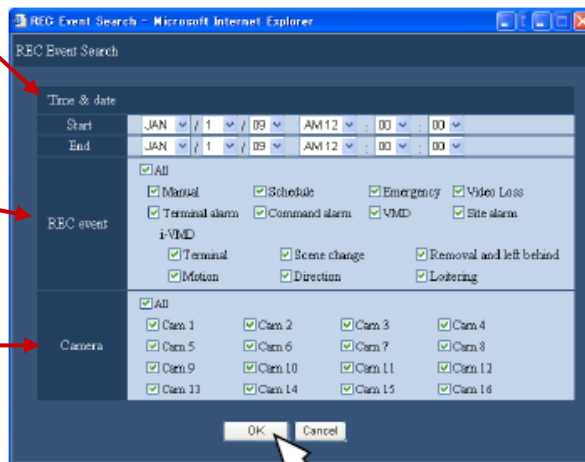 REC Event Search - Microsoft Internet Explorer
REC Event Search
Time & date
Start JAN / 1 / 09 AM 12 : 00 : 00
End JAN / 1 / 09 AM 12 : 00 : 00
All
Manual Schedule Emergency Video Loss
REC event Terminal alarm Command alarm VMD Site alarm
i-VMD
Terminal Scene change Removal and left behind
Motion Direction Loitering
All
Cam 1 Cam 2 Cam 3 Cam 4
Camera Cam 5 Cam 6 Cam 7 Cam 8
Cam 9 Cam 10 Cam 11 Cam 12
Cam 13 Cam 14 Cam 15 Cam 16
OK Cancel